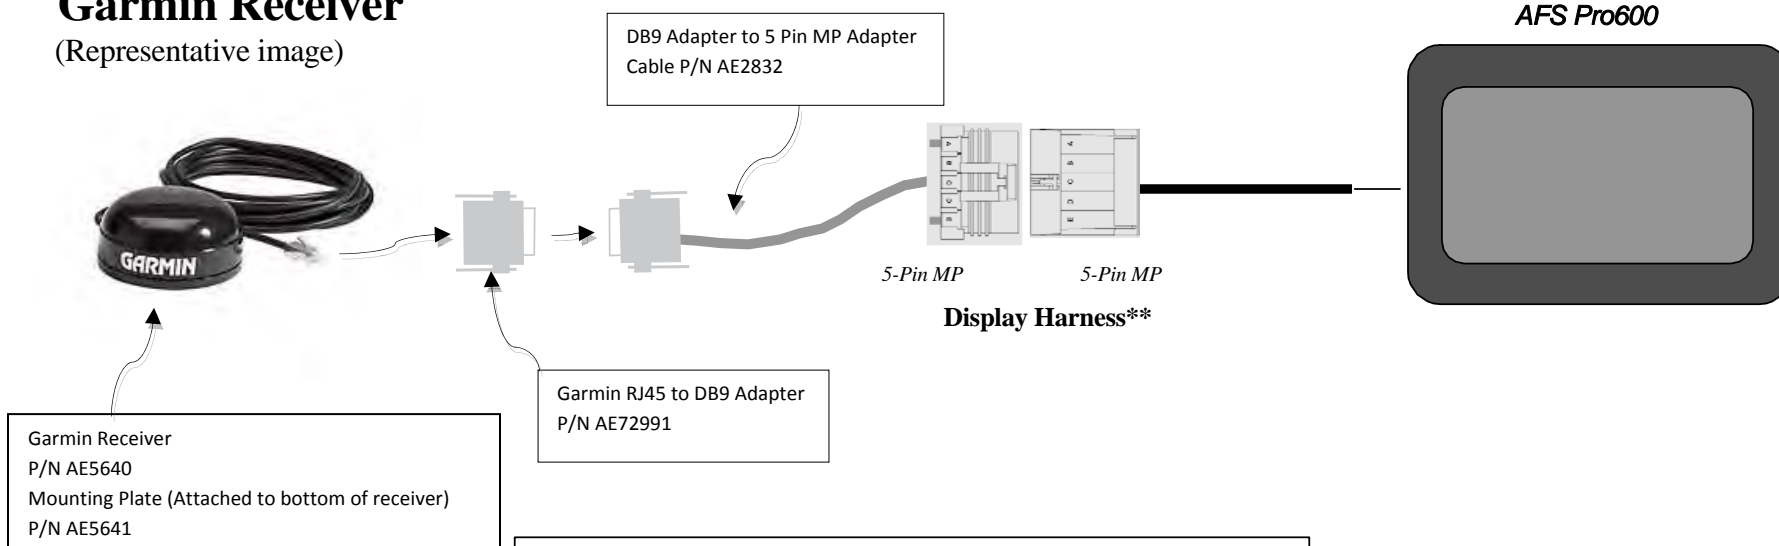 Garmin Receiver
(Representative image)
DB9 Adapter to 5 Pin MP Adapter
Cable P/N AE2832
AFS Pro600
GARMIN
A
B
C
D
E
5-Pin MP
5-Pin MP
Display Harness**
Garmin RJ45 to DB9 Adapter
P/N AE72991
Garmin Receiver
P/N AE5640
Mounting Plate (Attached to bottom of receiver)
P/N AE5641